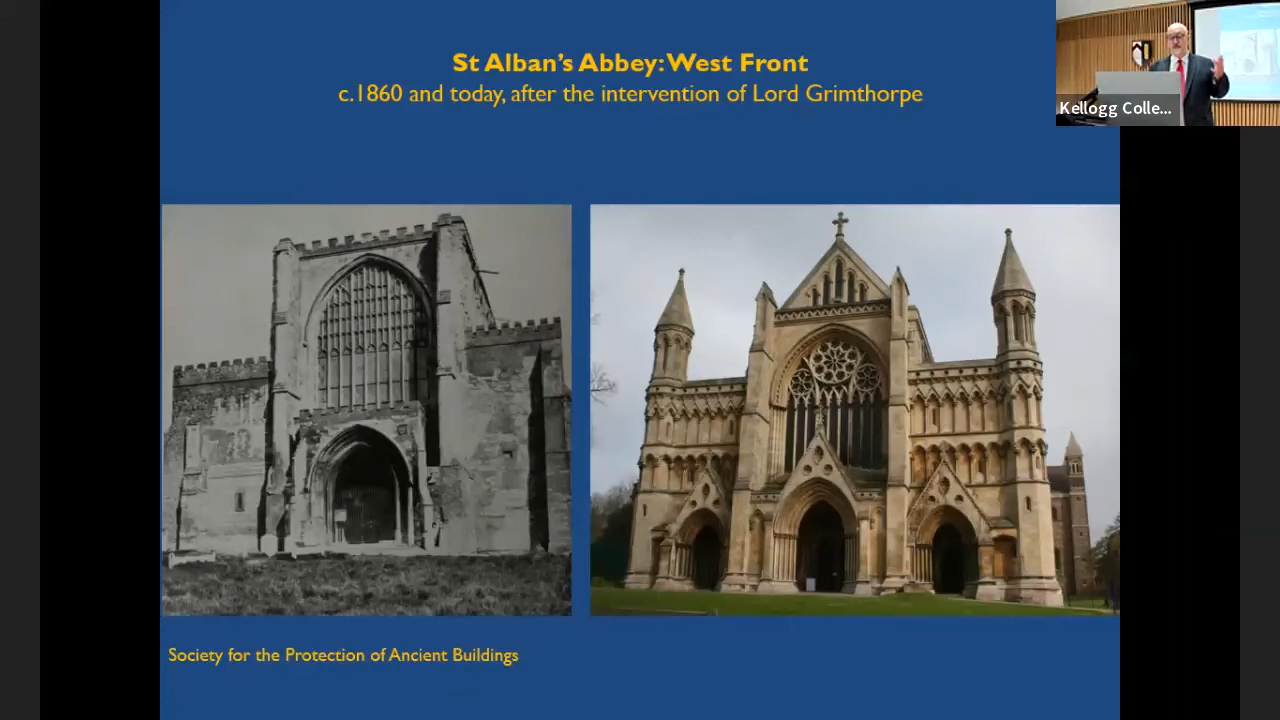 St Alban's Abbey: West Front
c.1860 and today, after the intervention of Lord Grimthorpe
Kellogg Colle...
Society for the Protection of Ancient Buildings